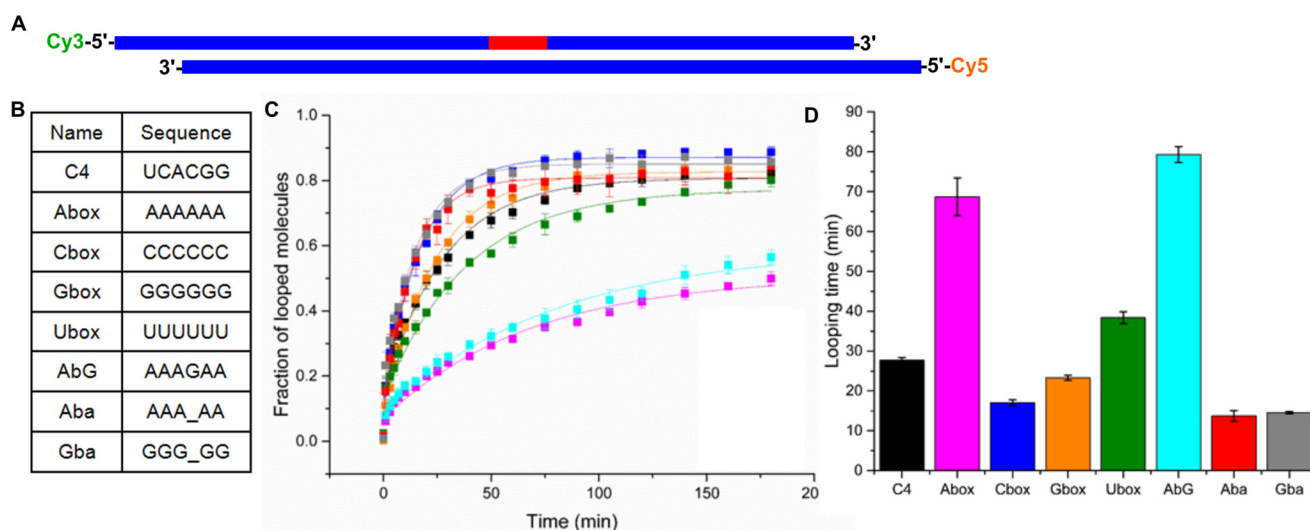 A
Cy3-5'- -3'
3'- -5'-Cy5
B
Name Sequence
C4 UCACGG
Abox AAAAAA
Cbox CCCCCC
Gbox GGGGGG
Ubox UUUUUU
AbG AAAGAA
Aba AAA_AA
Gba GGG_GG
C
Fraction of looped molecules
1.0
0.8
0.6
0.4
0.2
0.0
0 50 100 150 20
Time (min)
D
Looping time (min)
90
80
70
60
50
40
30
20
10
0
C4 Abox Cbox Gbox Ubox AbG Aba Gba